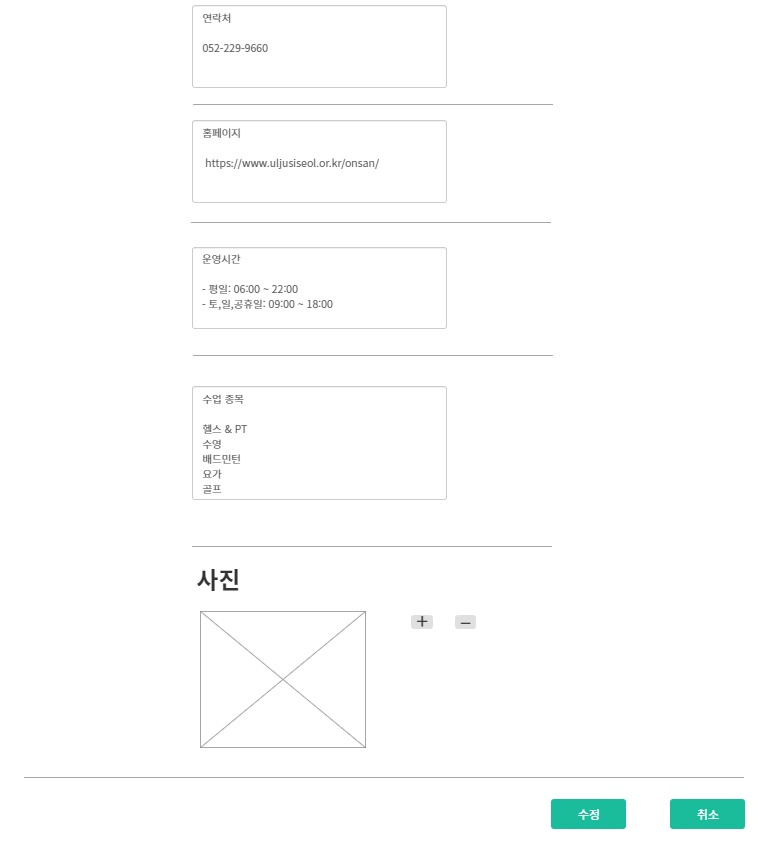 연락처
052-229-9660
홈페이지
https://www.uljusiseol.or.kr/onsan/
운영시간
- 평일: 06:00 ~ 22:00
- 토,일,공휴일: 09:00 ~ 18:00
수업 종목
헬스 & PT
수영
배드민턴
요가
골프
사진
+ −
수정 취소